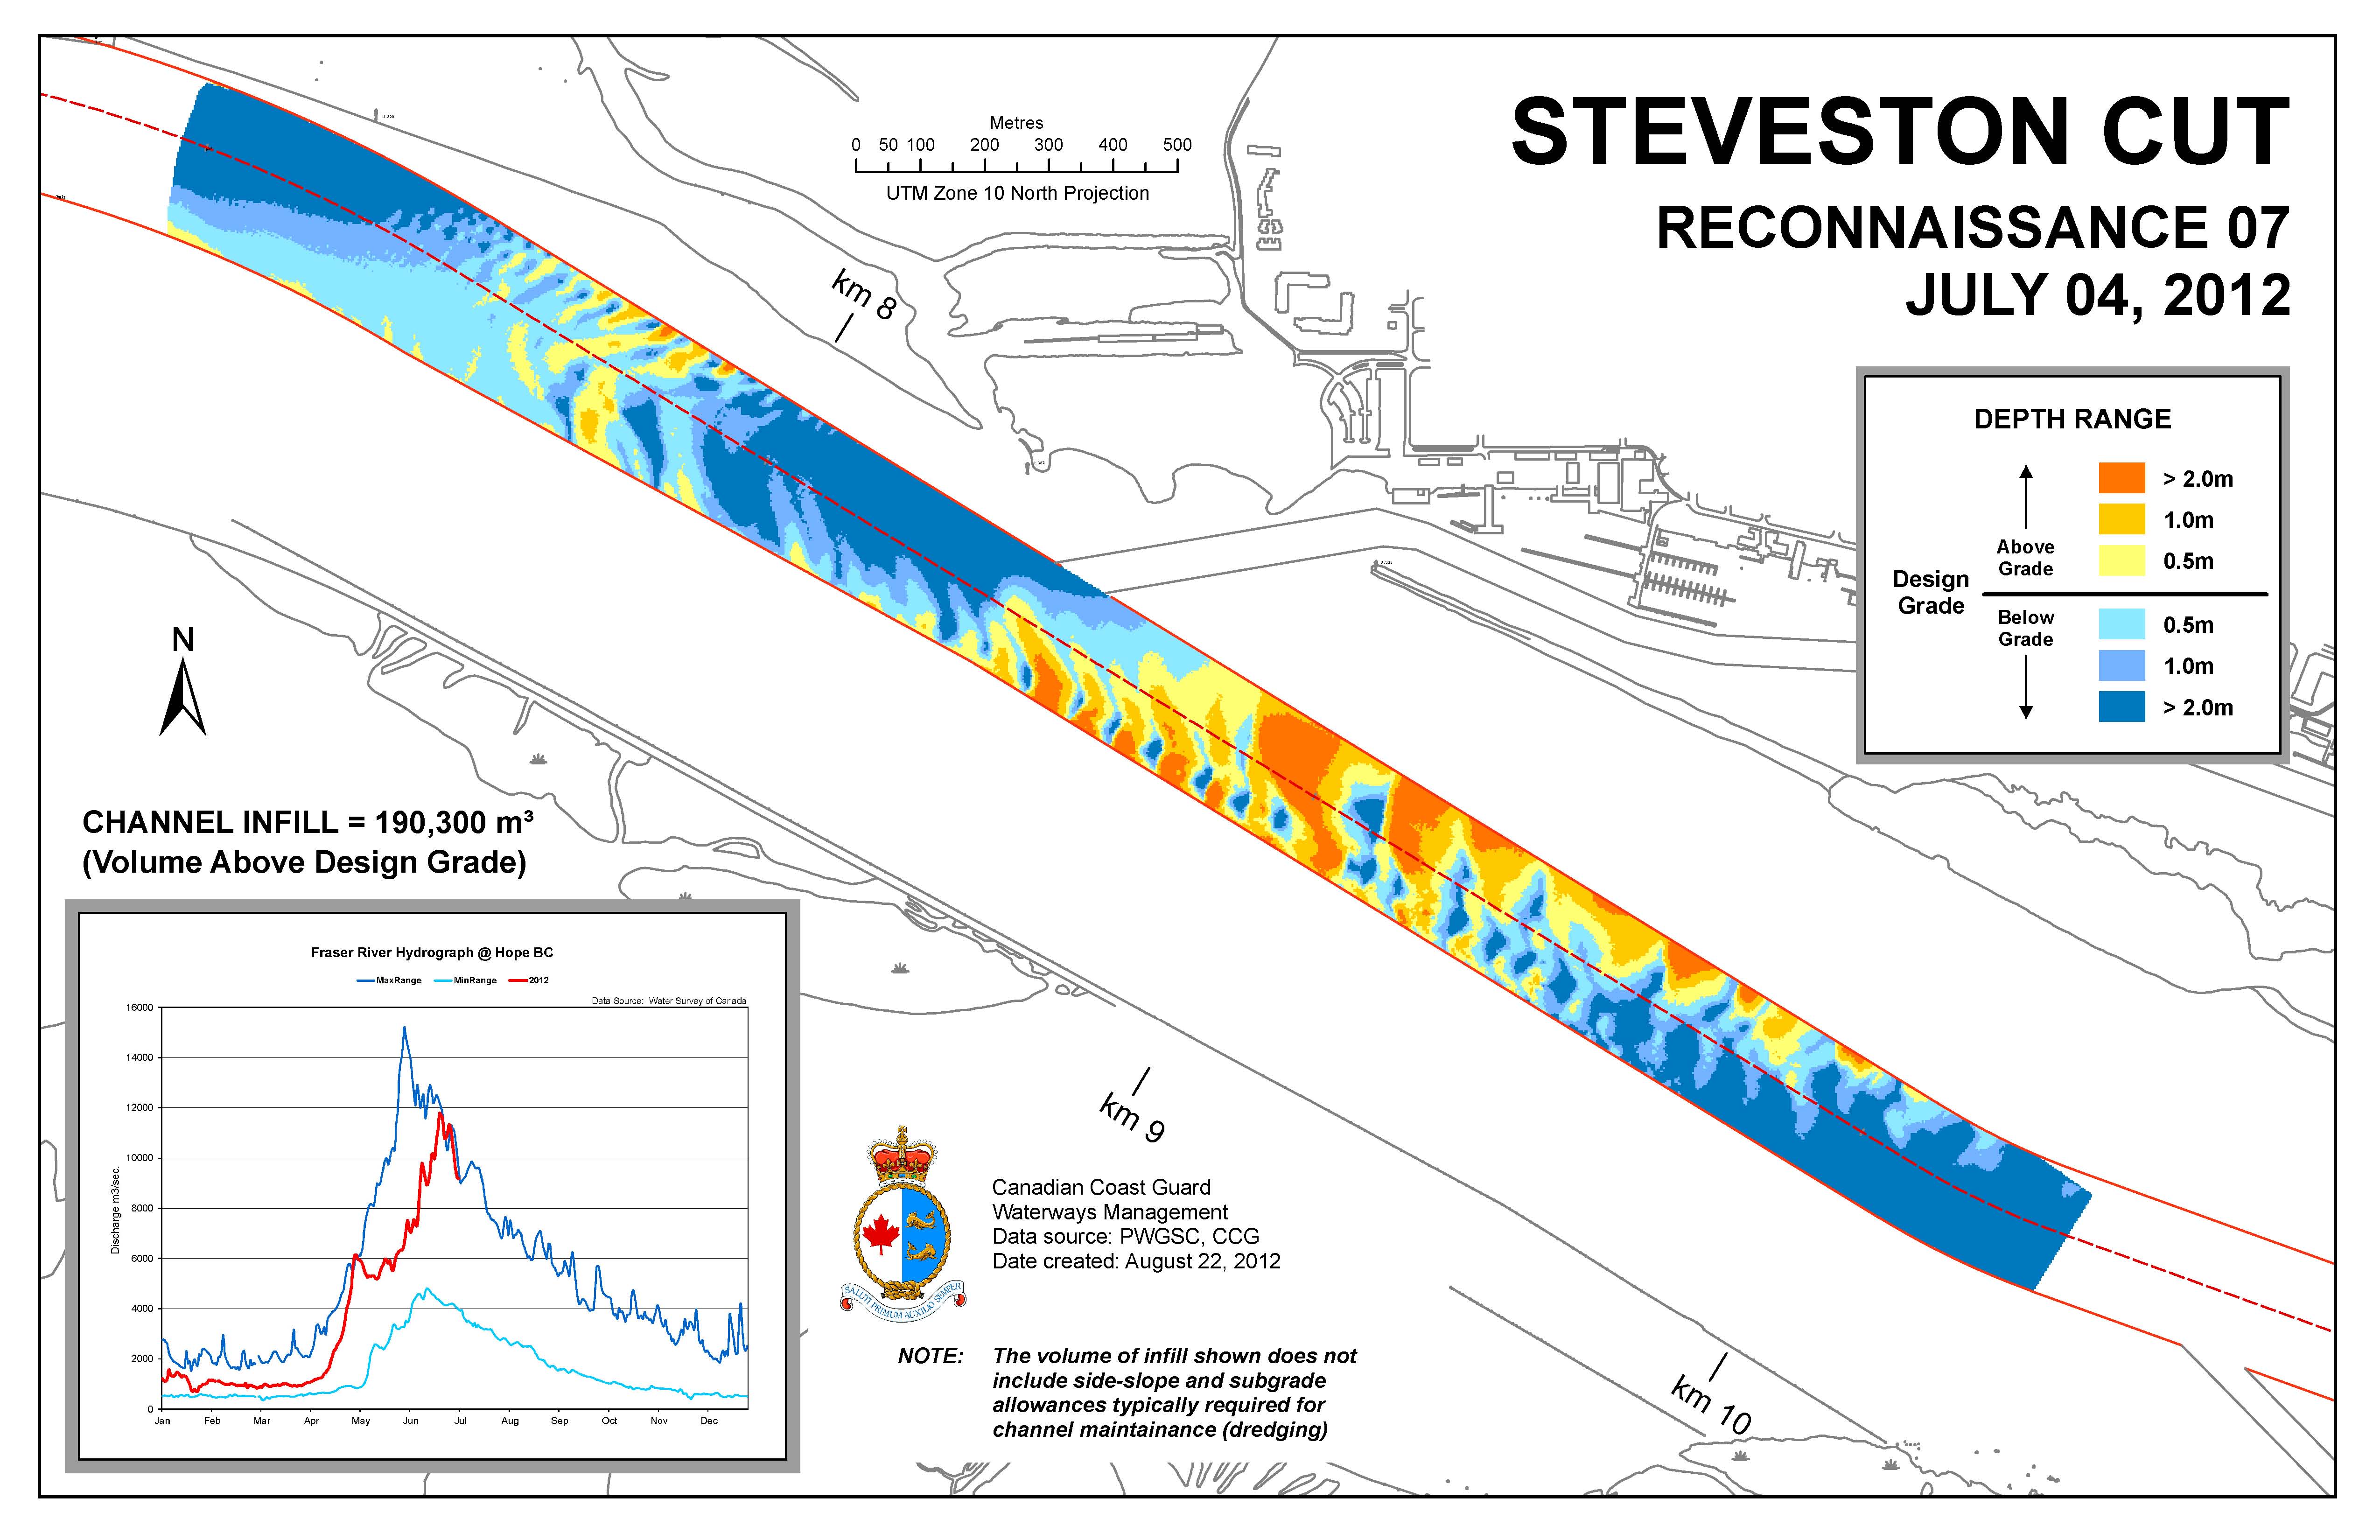 STEVESTON CUT
RECONNAISSANCE 07
JULY 04, 2012
Metres
0 50 100 200 300 400 500
UTM Zone 10 North Projection
km 8
DEPTH RANGE
> 2.0m
1.0m
0.5m
Above
Grade
Design
Grade
Below
Grade
0.5m
1.0m
> 2.0m
N
CHANNEL INFILL = 190,300 m³
(Volume Above Design Grade)
Fraser River Hydrograph @ Hope BC
MaxRange MinRange 2012
Data Source: Water Survey of Canada
Discharge m3/sec.
16000
14000
12000
10000
8000
6000
4000
2000
0
Jan Feb Mar Apr May Jun Jul Aug Sep Oct Nov Dec
km 9
SALUTI PRIMUM AUXILIO SEMPER
Canadian Coast Guard
Waterways Management
Data source: PWGSC, CCG
Date created: August 22, 2012
NOTE: The volume of infill shown does not
include side-slope and subgrade
allowances typically required for
channel maintainance (dredging)
km 10